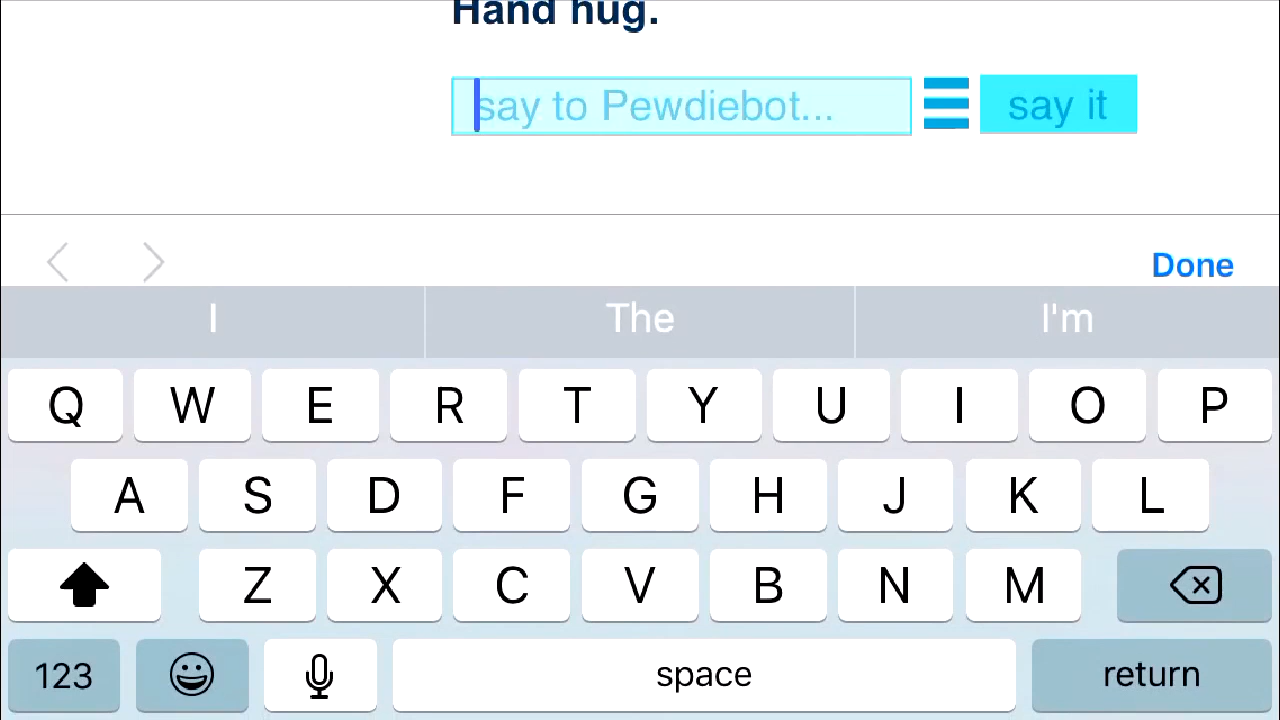 Hand hug.
say to Pewdiebot... say it
Done
I The I'm
Q W E R T Y U I O P
A S D F G H J K L
Z X C V B N M
123 space return